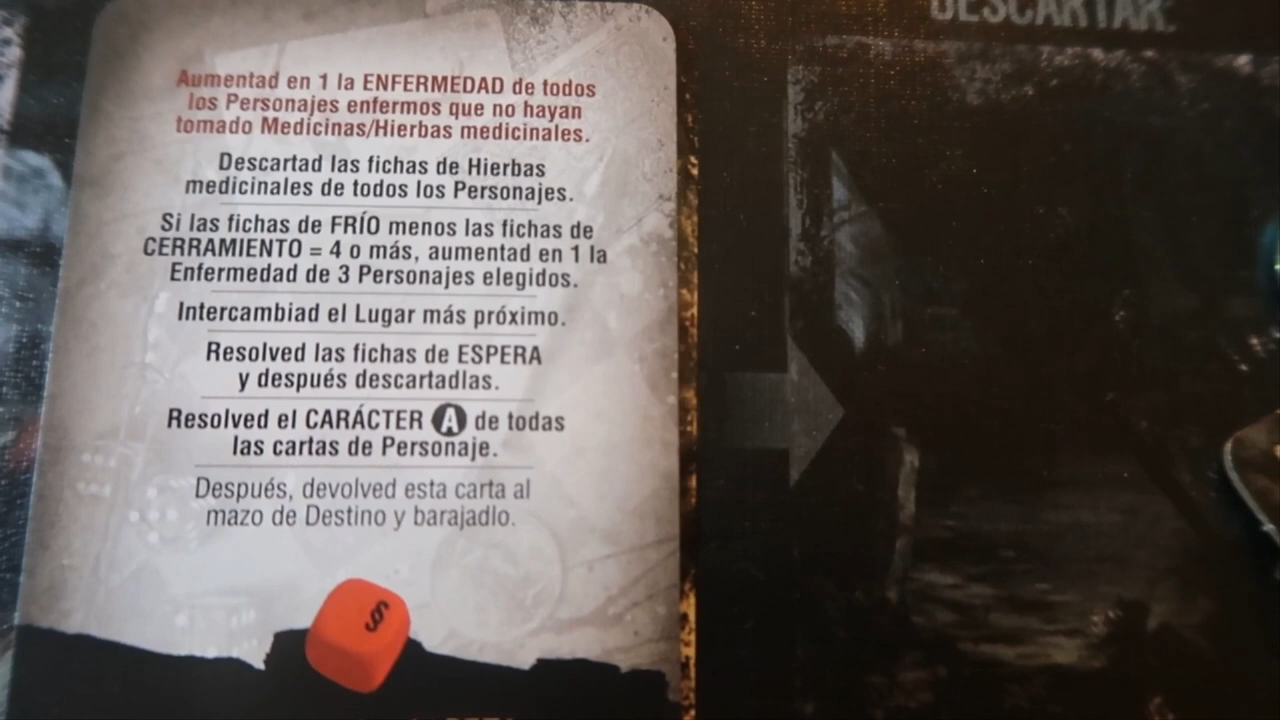 DESCARTAR:
Aumentad en 1 la ENFERMEDAD de todos
los Personajes enfermos que no hayan
tomado Medicinas/Hierbas medicinales.
Descartad las fichas de Hierbas
medicinales de todos los Personajes.
Si las fichas de FRÍO menos las fichas de
CERRAMIENTO = 4 o más, aumentad en 1 la
Enfermedad de 3 Personajes elegidos.
Intercambiad el Lugar más próximo.
Resolved las fichas de ESPERA
y después descartadlas.
Resolved el CARÁCTER A de todas
las cartas de Personaje.
Después, devolved esta carta al
mazo de Destino y barajadlo.